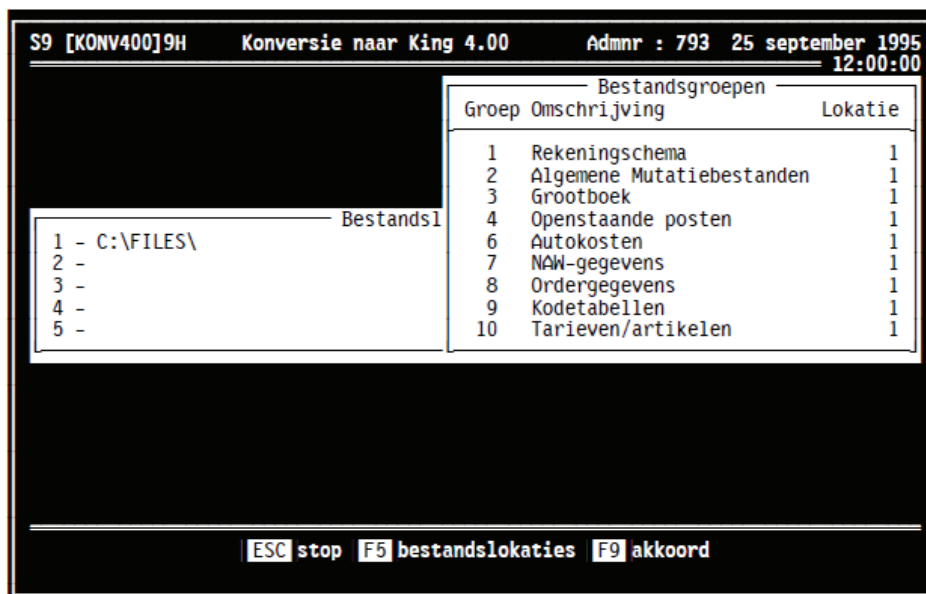 S9 [KONV400]9H Konversie naar King 4.00 Admnr : 793 25 september 1995
12:00:00
Bestandsgroepen
Groep Omschrijving Lokatie
1 Rekeningschema 1
2 Algemene Mutatiebestanden 1
3 Grootboek 1
4 Openstaande posten 1
6 Autokosten 1
7 NAW-gegevens 1
8 Ordergegevens 1
9 Kodetabellen 1
10 Tarieven/artikelen 1
Bestandsl
1 - C:\FILES\
2 -
3 -
4 -
5 -
ESC stop F5 bestandslokaties F9 akkoord